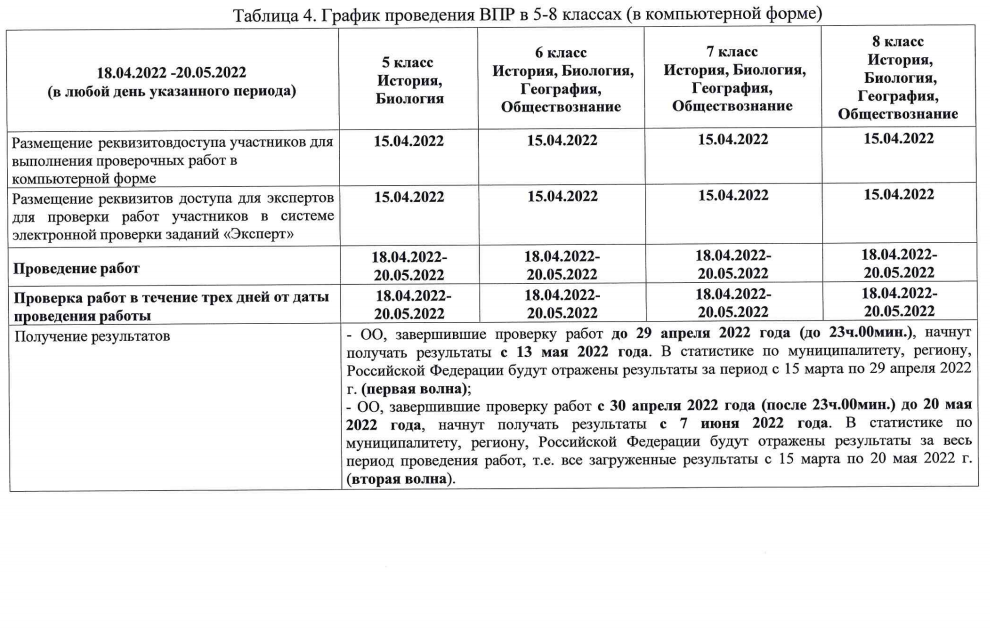 Таблица 4. График проведения ВПР в 5-8 классах (в компьютерной форме)
18.04.2022 -20.05.2022
(в любой день указанного периода)
5 класс
История,
Биология
6 класс
История, Биология,
География,
Обществознание
7 класс
История, Биология,
География,
Обществознание
8 класс
История,
Биология,
География,
Обществознание
Размещение реквизитовдоступа участников для
выполнения проверочных работ в
компьютерной форме
15.04.2022
15.04.2022
15.04.2022
15.04.2022
Размещение реквизитов доступа для экспертов
для проверки работ участников в системе
электронной проверки заданий «Эксперт»
15.04.2022
15.04.2022
15.04.2022
15.04.2022
Проведение работ
18.04.2022-
20.05.2022
18.04.2022-
20.05.2022
18.04.2022-
20.05.2022
18.04.2022-
20.05.2022
Проверка работ в течение трех дней от даты
проведения работы
18.04.2022-
20.05.2022
18.04.2022-
20.05.2022
18.04.2022-
20.05.2022
18.04.2022-
20.05.2022
Получение результатов
- ОО, завершившие проверку работ до 29 апреля 2022 года (до 23ч.00мин.), начнут
получать результаты с 13 мая 2022 года. В статистике по муниципалитету, региону,
Российской Федерации будут отражены результаты за период с 15 марта по 29 апреля 2022
г. (первая волна);
- ОО, завершившие проверку работ с 30 апреля 2022 года (после 23ч.00мин.) до 20 мая
2022 года, начнут получать результаты с 7 июня 2022 года. В статистике по
муниципалитету, региону, Российской Федерации будут отражены результаты за весь
период проведения работ, т.е. все загруженные результаты с 15 марта по 20 мая 2022 г.
(вторая волна).